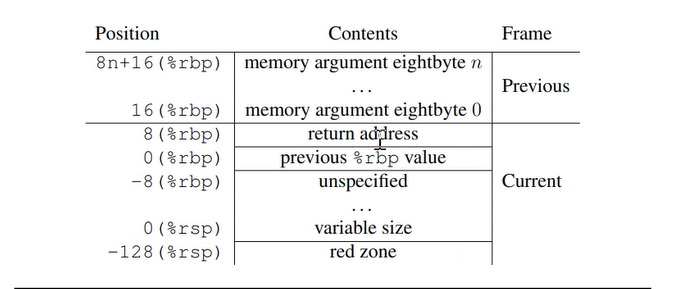 Position Contents Frame
8n+16(%rbp) memory argument eightbyte n
...
Previous
16(%rbp) memory argument eightbyte 0
8(%rbp) return address
0(%rbp) previous %rbp value
-8(%rbp) unspecified Current
...
0(%rsp) variable size
-128(%rsp) red zone